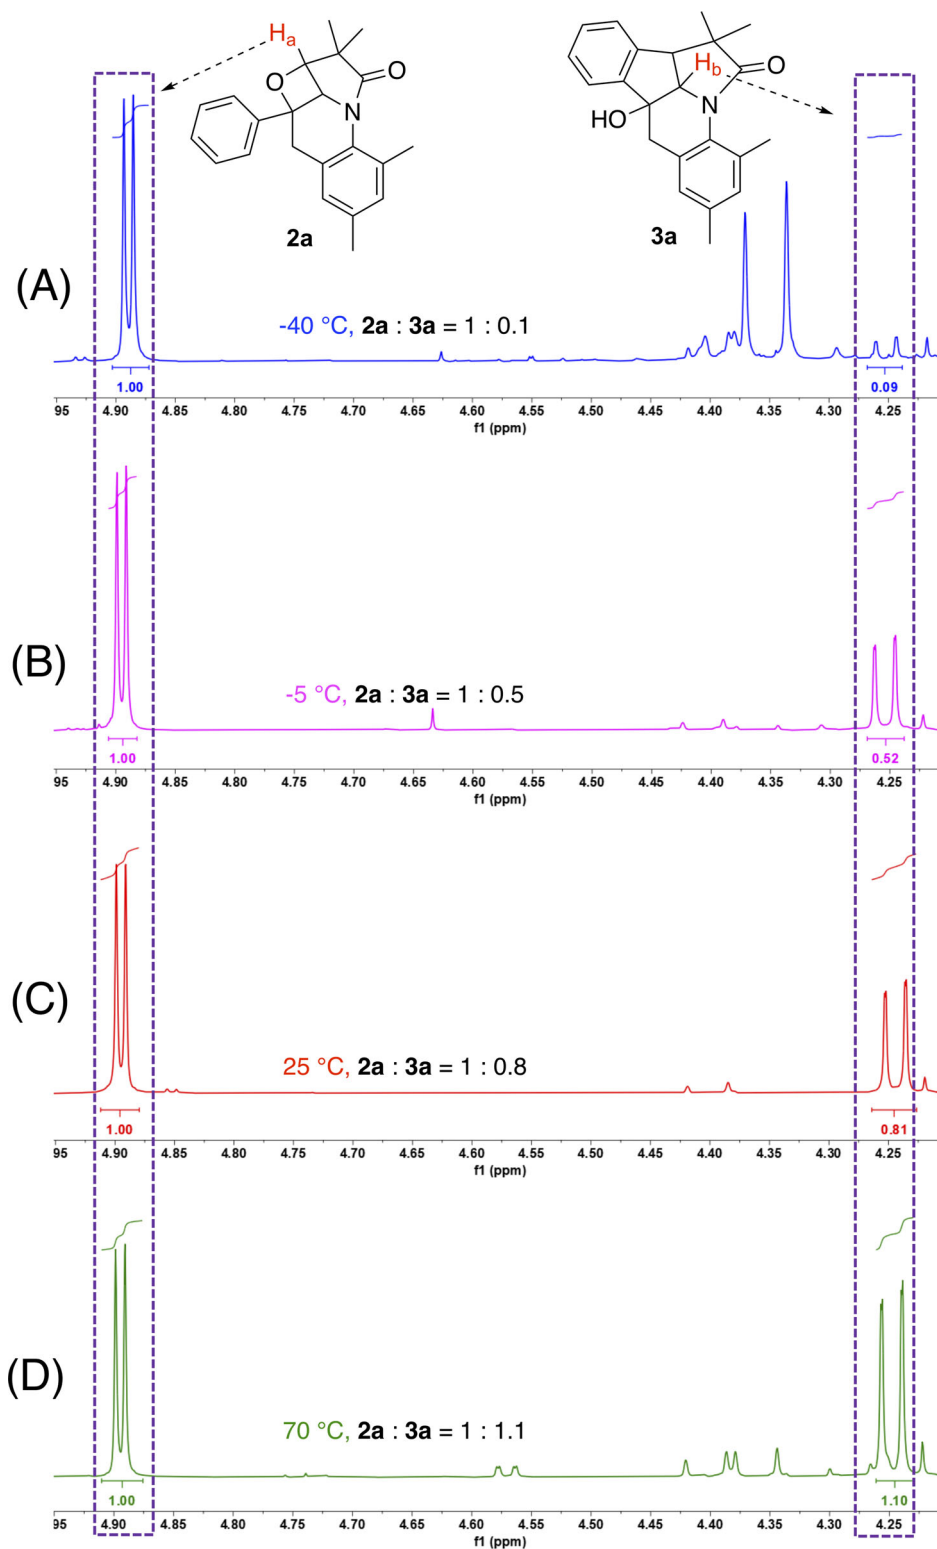 Ha
O
O
N
2a
Hb
O
N
HO
3a
(A)
-40 °C, 2a : 3a = 1 : 0.1
1.00
0.09
95 4.90 4.85 4.80 4.75 4.70 4.65 4.60 4.55 4.50 4.45 4.40 4.35 4.30 4.25
f1 (ppm)
(B)
-5 °C, 2a : 3a = 1 : 0.5
1.00
0.52
95 4.90 4.85 4.80 4.75 4.70 4.65 4.60 4.55 4.50 4.45 4.40 4.35 4.30 4.25
f1 (ppm)
(C)
25 °C, 2a : 3a = 1 : 0.8
1.00
0.81
95 4.90 4.85 4.80 4.75 4.70 4.65 4.60 4.55 4.50 4.45 4.40 4.35 4.30 4.25
f1 (ppm)
(D)
70 °C, 2a : 3a = 1 : 1.1
1.00
1.10
95 4.90 4.85 4.80 4.75 4.70 4.65 4.60 4.55 4.50 4.45 4.40 4.35 4.30 4.25
f1 (ppm)